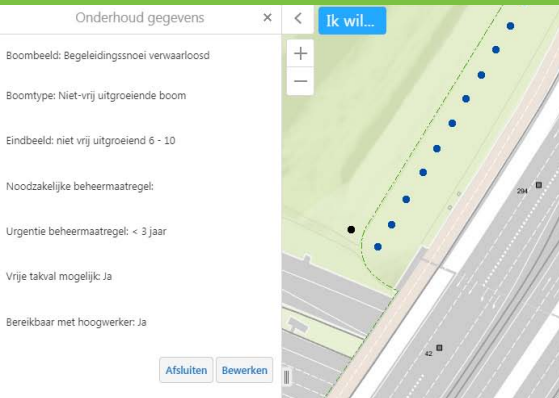 Onderhoud gegevens ×
Ik wil...
Boombeeld: Begeleidingssnoei verwaarloosd
Boomtype: Niet-vrij uitgroeiende boom
Eindbeeld: niet vrij uitgroeiend 6 - 10
Noodzakelijke beheermaatregel:
Urgentie beheermaatregel: < 3 jaar
Vrije takval mogelijk: Ja
Bereikbaar met hoogwerker: Ja
Afsluiten Bewerken
294
42